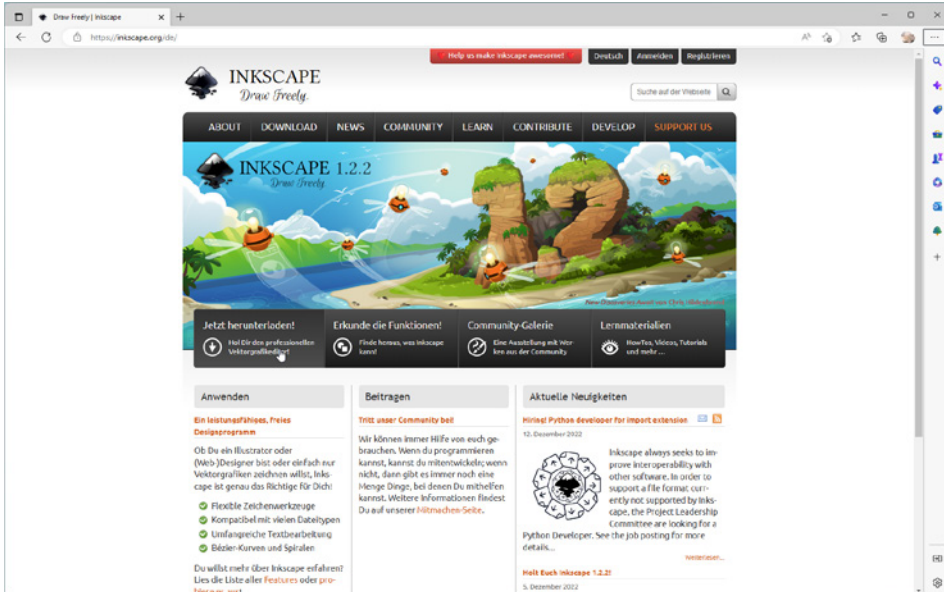 Draw Freely | Inkscape
https://inkscape.org/de/
Help us make Inkscape awesome!
Deutsch
Anmelden
Registrieren
INKSCAPE
Draw Freely.
Suche auf der Webseite
ABOUT DOWNLOAD NEWS COMMUNITY LEARN CONTRIBUTE DEVELOP SUPPORT US
INKSCAPE 1.2.2
Draw Freely.
12
New Discoveries Await von Chris
Jetzt herunterladen!
Hol Dir den professionellen
Vektorgrafikeditor!
Erkunde die Funktionen!
Finde heraus, was Inkscape
kann!
Community-Galerie
Eine Ausstellung mit Wer-
ken aus der Community
Lernmaterialien
HowTos, Videos, Tutorials
und mehr ...
Anwenden
Ein leistungsfähiges, freies
Designprogramm
Ob Du ein Illustrator oder
(Web-)Designer bist oder einfach nur
Vektorgrafiken zeichnen willst, Inks-
cape ist genau das Richtige für Dich!
Flexible Zeichenwerkzeuge
Kompatibel mit vielen Dateitypen
Umfangreiche Textbearbeitung
Bézier-Kurven und Spiralen
Du willst mehr über Inkscape erfahren?
Lies die Liste aller Features oder pro-
Beitragen
Tritt unser Community bei!
Wir können immer Hilfe von euch ge-
brauchen. Wenn du programmieren
kannst, kannst du mitentwickeln; wenn
nicht, dann gibt es immer noch eine
Menge Dinge, bei denen Du mithelfen
kannst. Weitere Informationen findest
Du auf unserer Mitmachen-Seite.
Aktuelle Neuigkeiten
Hiring! Python developer for import extension
12. Dezember 2022
Inkscape always seeks to im-
prove interoperability with
other software. In order to
support a file format curr-
ently not supported by Inks-
cape, the Project Leadership
Committee are looking for a
Python Developer. See the job posting for more
details...
Weiterlesen...
Holt Euch Inkscape 1.2.2!
5. Dezember 2022